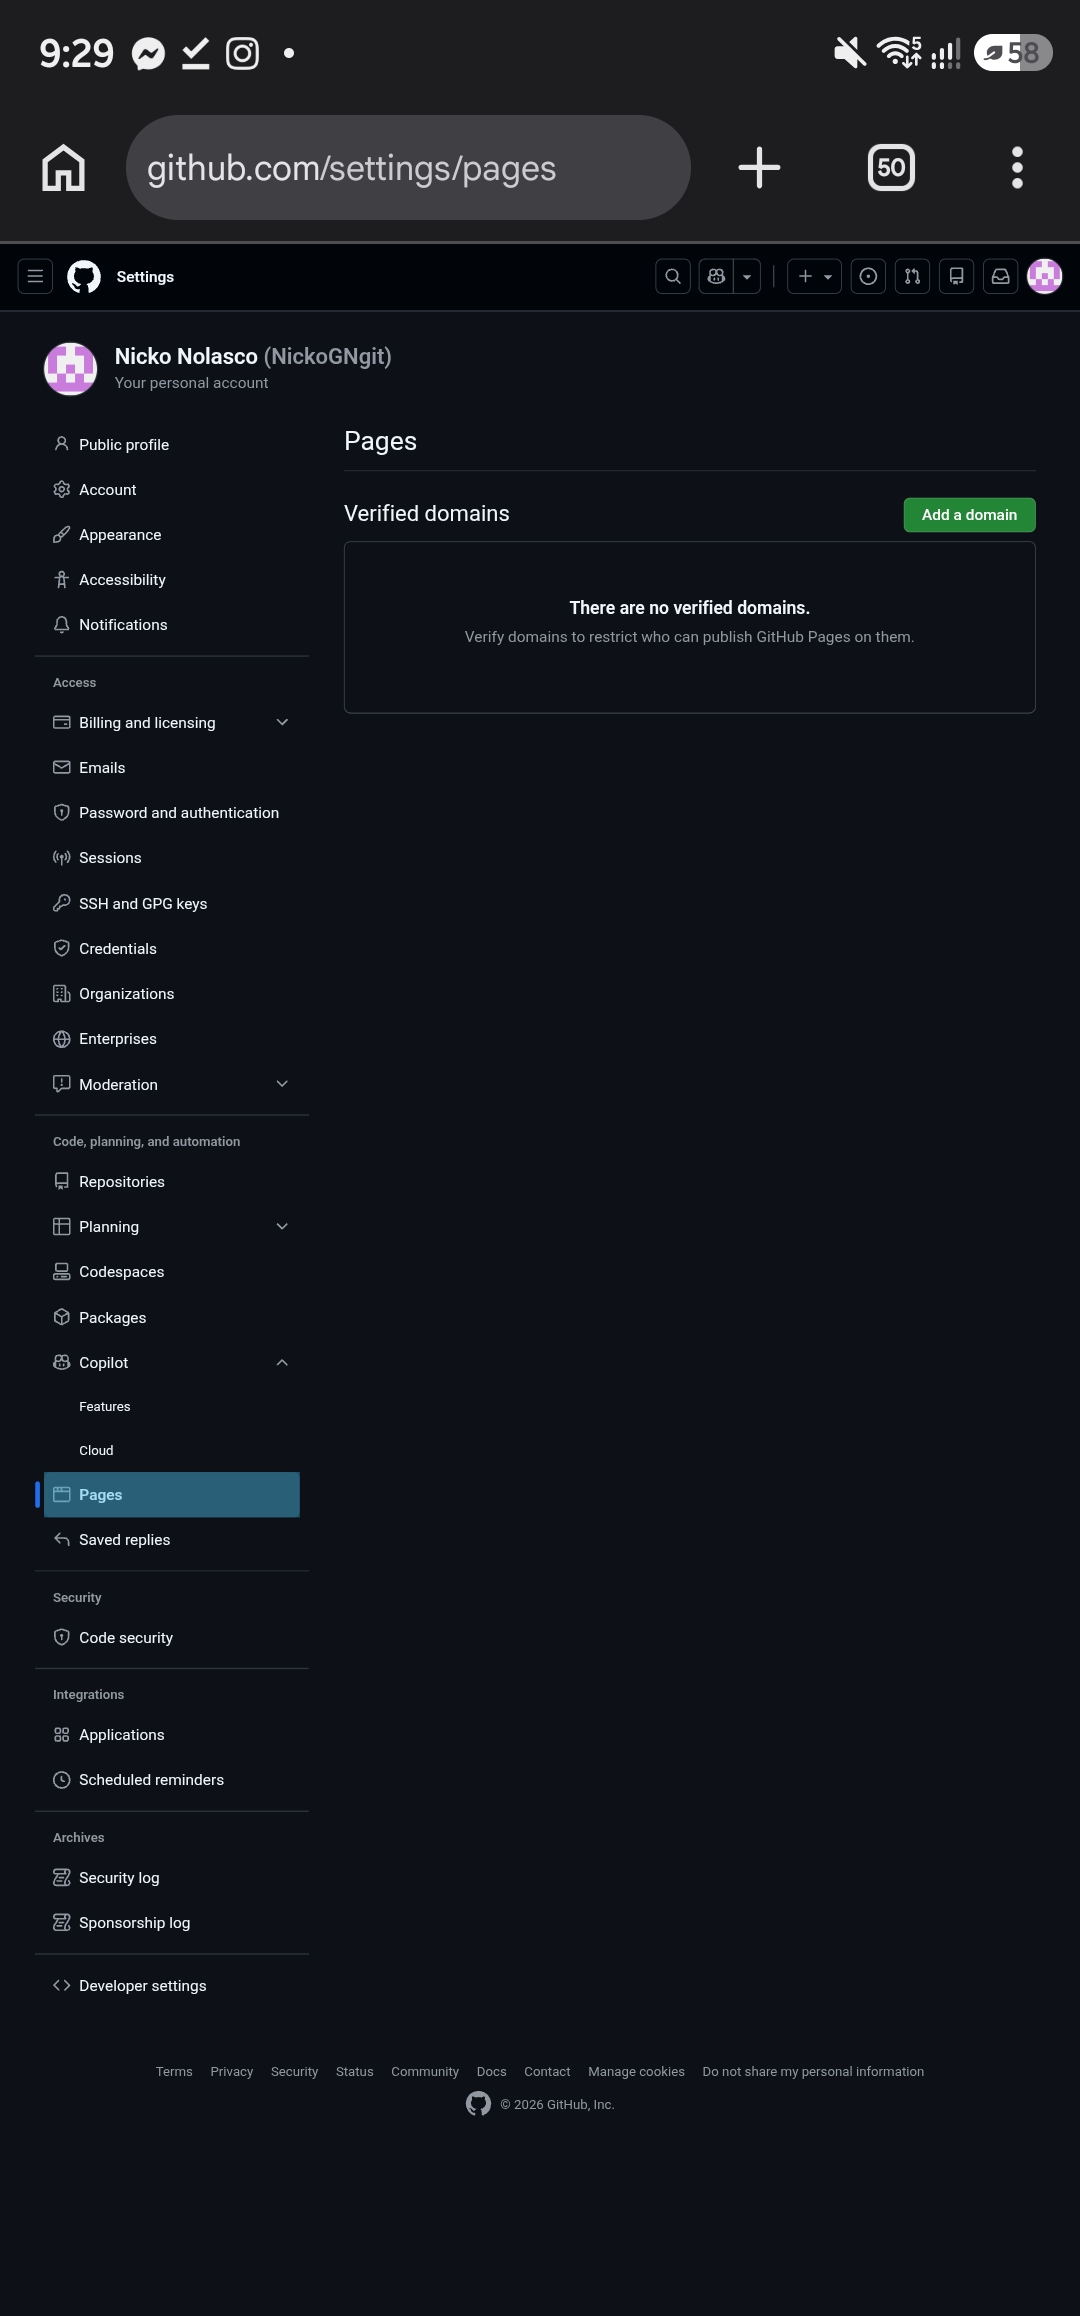 9:29
5
58
github.com/settings/pages
50
Settings
Nicko Nolasco (NickoGNgit)
Your personal account
Public profile
Account
Appearance
Accessibility
Notifications
Access
Billing and licensing
Emails
Password and authentication
Sessions
SSH and GPG keys
Credentials
Organizations
Enterprises
Moderation
Code, planning, and automation
Repositories
Planning
Codespaces
Packages
Copilot
Features
Cloud
Pages
Saved replies
Security
Code security
Integrations
Applications
Scheduled reminders
Archives
Security log
Sponsorship log
Developer settings
Pages
Verified domains
Add a domain
There are no verified domains.
Verify domains to restrict who can publish GitHub Pages on them.
Terms Privacy Security Status Community Docs Contact Manage cookies Do not share my personal information
© 2026 GitHub, Inc.